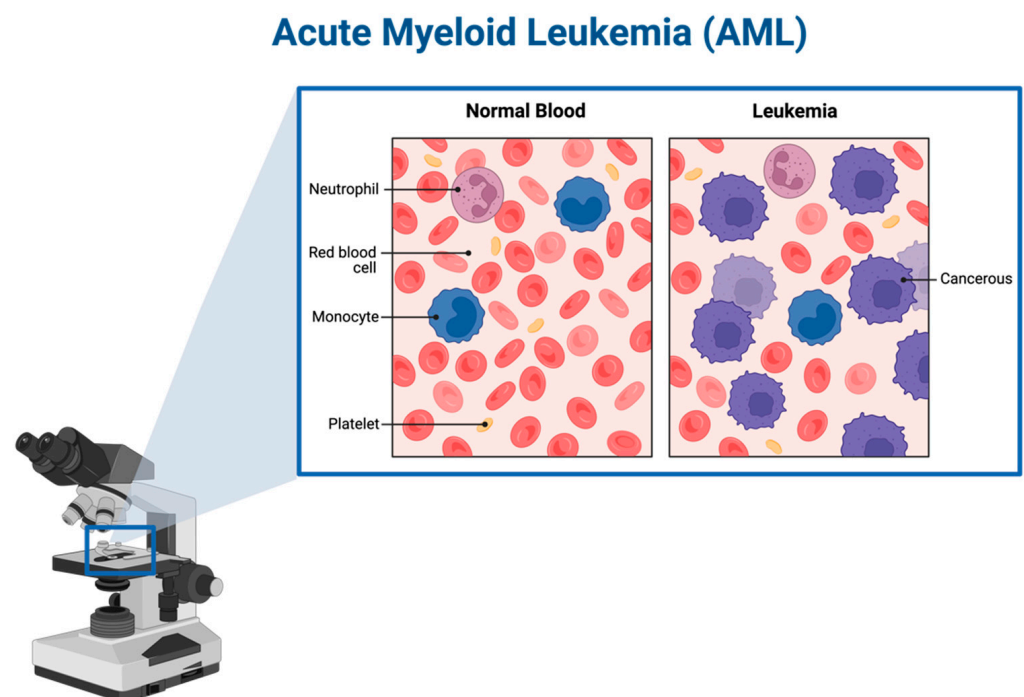 Acute Myeloid Leukemia (AML)
Normal Blood
Leukemia
Neutrophil
Red blood
cell
Monocyte
Platelet
Cancerous